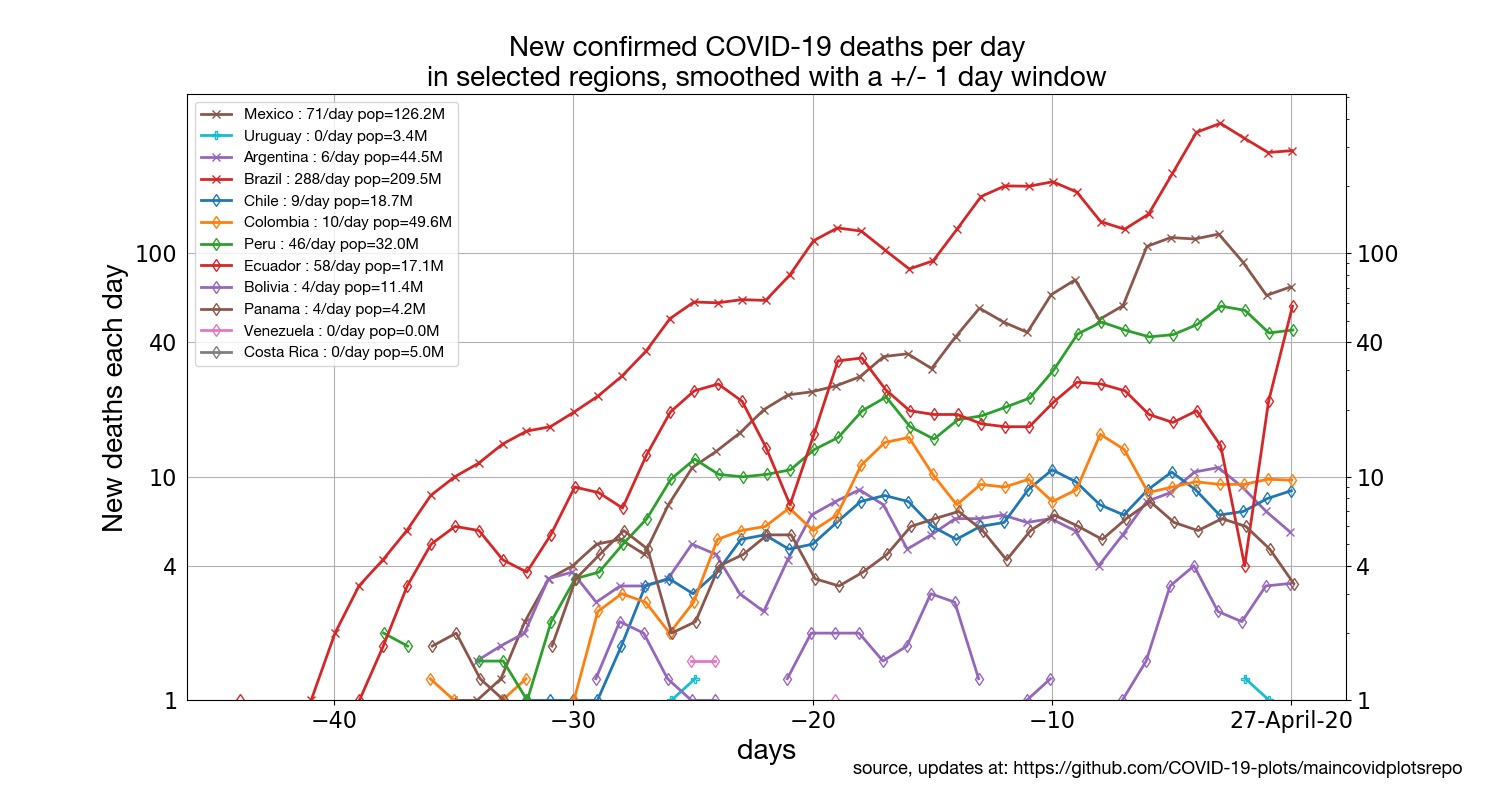 New confirmed COVID-19 deaths per day
in selected regions, smoothed with a +/- 1 day window
Mexico : 71/day pop=126.2M
Uruguay : 0/day pop=3.4M
Argentina : 6/day pop=44.5M
Brazil : 288/day pop=209.5M
Chile : 9/day pop=18.7M
Colombia : 10/day pop=49.6M
Peru : 46/day pop=32.0M
Ecuador : 58/day pop=17.1M
Bolivia : 4/day pop=11.4M
Panama : 4/day pop=4.2M
Venezuela : 0/day pop=0.0M
Costa Rica : 0/day pop=5.0M
New deaths each day
100
40
10
4
1
100
40
10
4
1
−40
−30
−20
−10
27-April-20
days
source, updates at: https://github.com/COVID-19-plots/maincovidplotsrepo